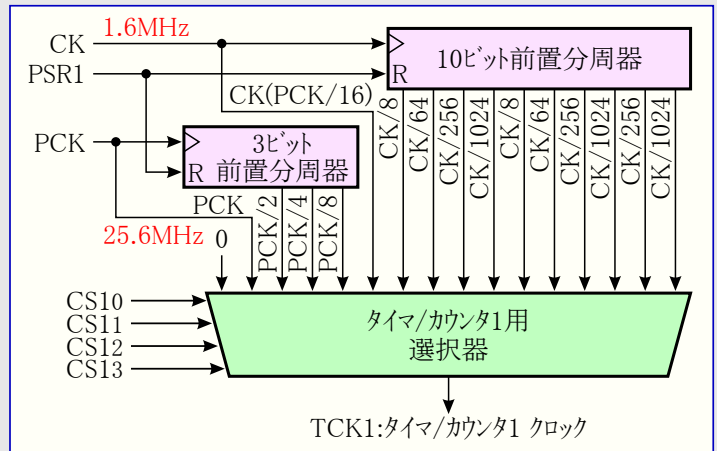 CK
1.6MHz
PSR1
10ビット前置分周器
R
CK(PCK/16)
CK/8
CK/64
CK/256
CK/1024
CK/8
CK/64
CK/256
CK/1024
CK/256
CK/1024
PCK
3ビット
前置分周器
R
PCK
PCK/2
PCK/4
PCK/8
25.6MHz
0
CS10
CS11
CS12
CS13
タイマ/カウンタ1用
選択器
TCK1:タイマ/カウンタ1 クロック